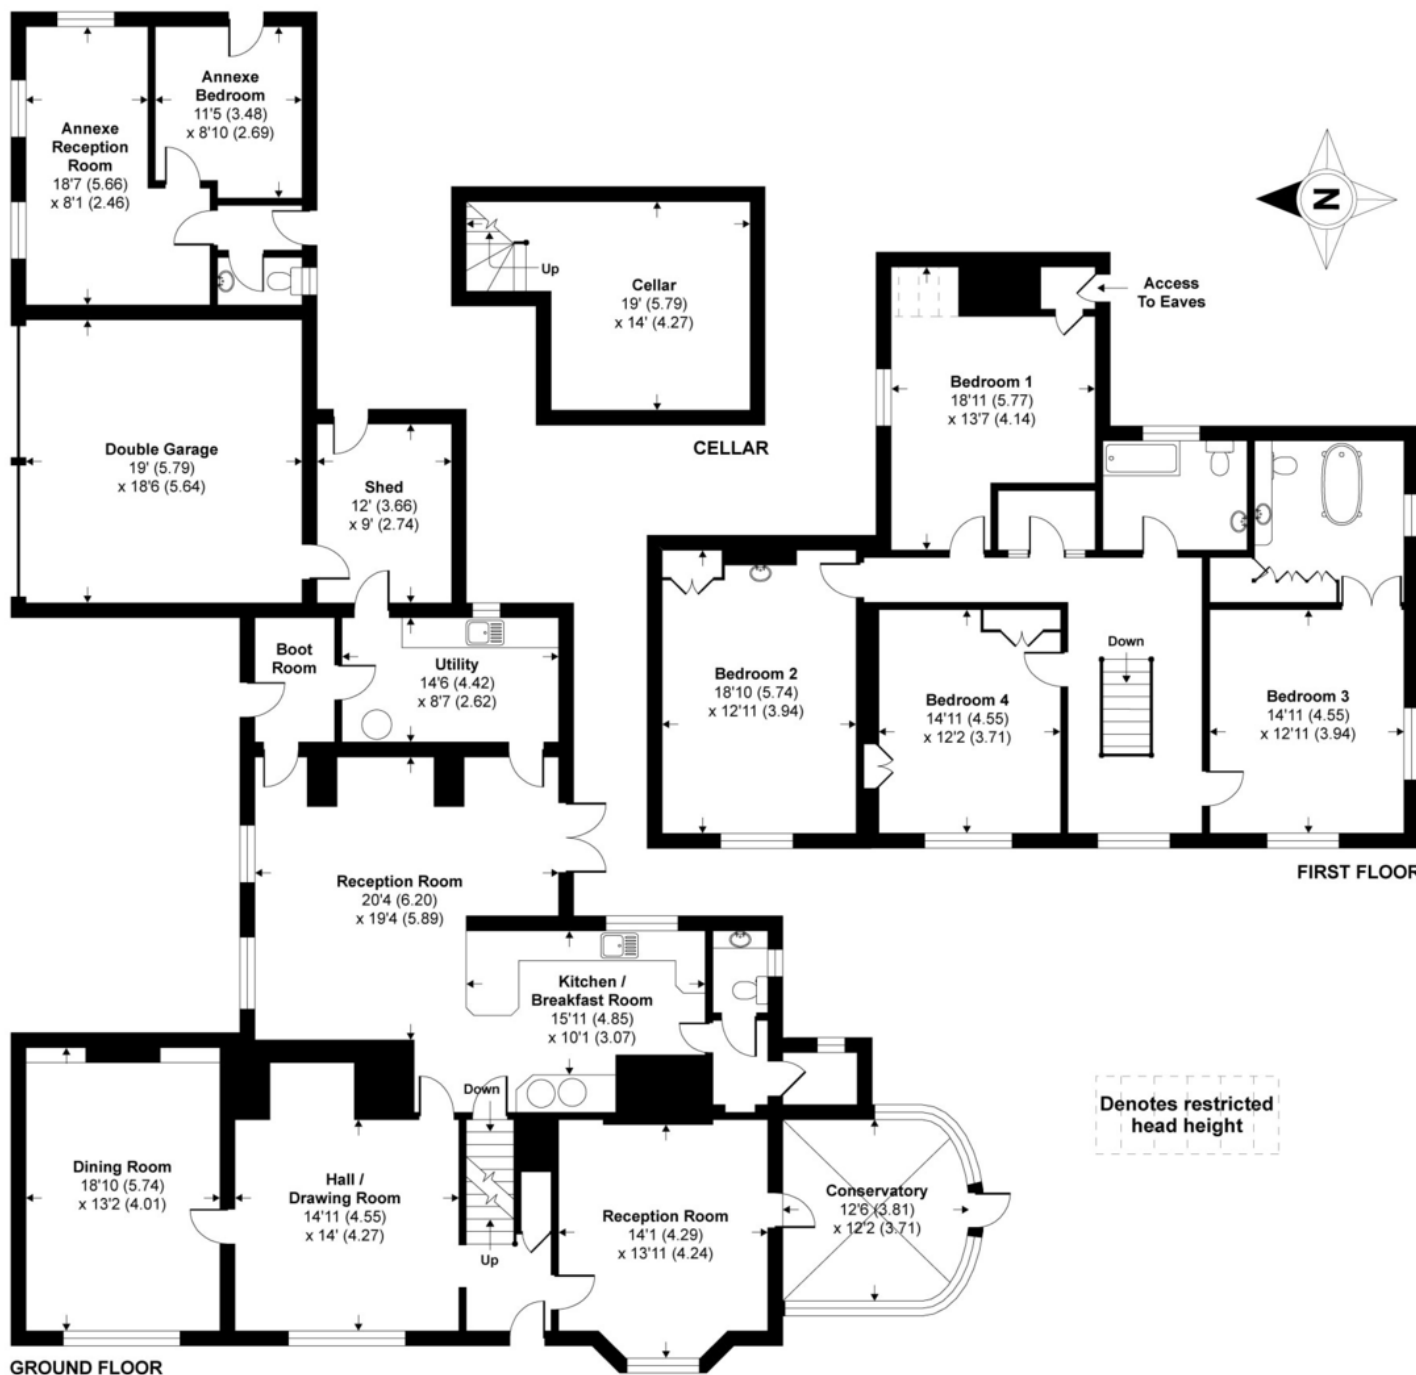 Annexe
Bedroom
11'5 (3.48)
x 8'10 (2.69)
Annexe
Reception
Room
18'7 (5.66)
x 8'1 (2.46)
N
Up
Cellar
19' (5.79)
x 14' (4.27)
CELLAR
Access
To Eaves
Bedroom 1
18'11 (5.77)
x 13'7 (4.14)
Double Garage
19' (5.79)
x 18'6 (5.64)
Shed
12' (3.66)
x 9' (2.74)
Boot
Room
Utility
14'6 (4.42)
x 8'7 (2.62)
Bedroom 2
18'10 (5.74)
x 12'11 (3.94)
Bedroom 4
14'11 (4.55)
x 12'2 (3.71)
Down
Bedroom 3
14'11 (4.55)
x 12'11 (3.94)
FIRST FLOOR
Reception Room
20'4 (6.20)
x 19'4 (5.89)
Kitchen /
Breakfast Room
15'11 (4.85)
x 10'1 (3.07)
Down
Denotes restricted
head height
Dining Room
18'10 (5.74)
x 13'2 (4.01)
Hall /
Drawing Room
14'11 (4.55)
x 14' (4.27)
Up
Reception Room
14'1 (4.29)
x 13'11 (4.24)
Conservatory
12'6 (3.81)
x 12'2 (3.71)
GROUND FLOOR